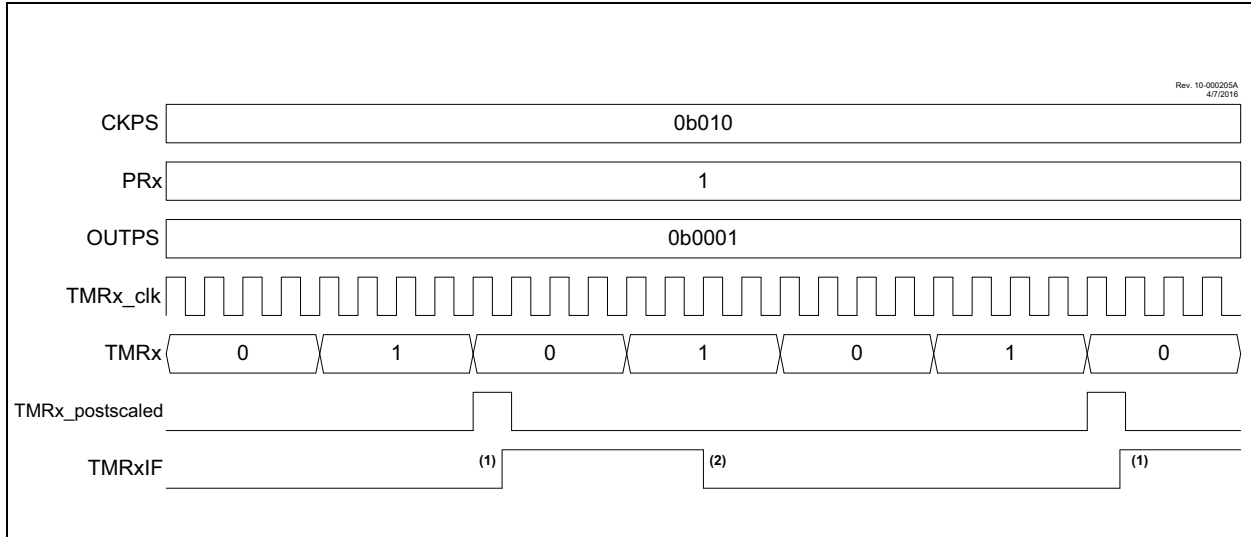 Rev. 10-000205A
4/7/2016
CKPS 0b010
PRx 1
OUTPS 0b0001
TMRx_clk
TMRx 0 1 0 1 0 1 0
TMRx_postscaled
TMRxIF (1) (2) (1)